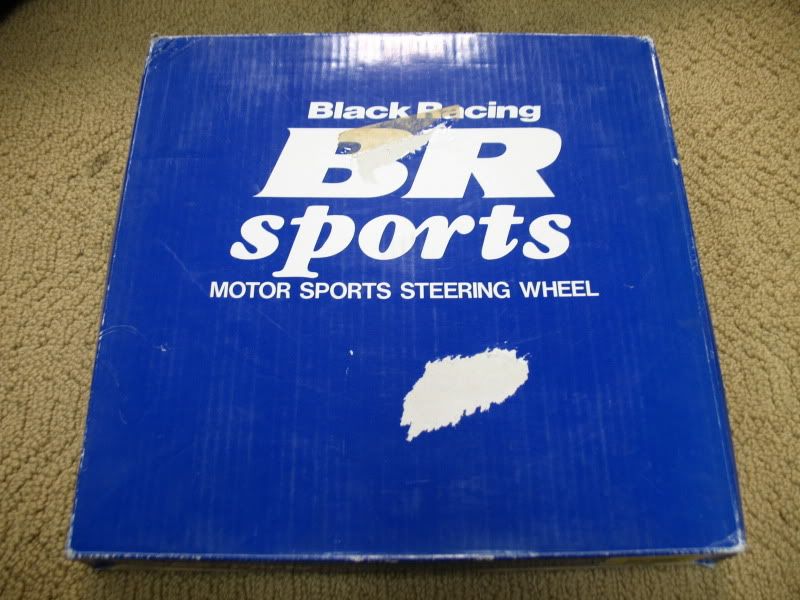 Black Racing
BR
sports
MOTOR SPORTS STEERING WHEEL